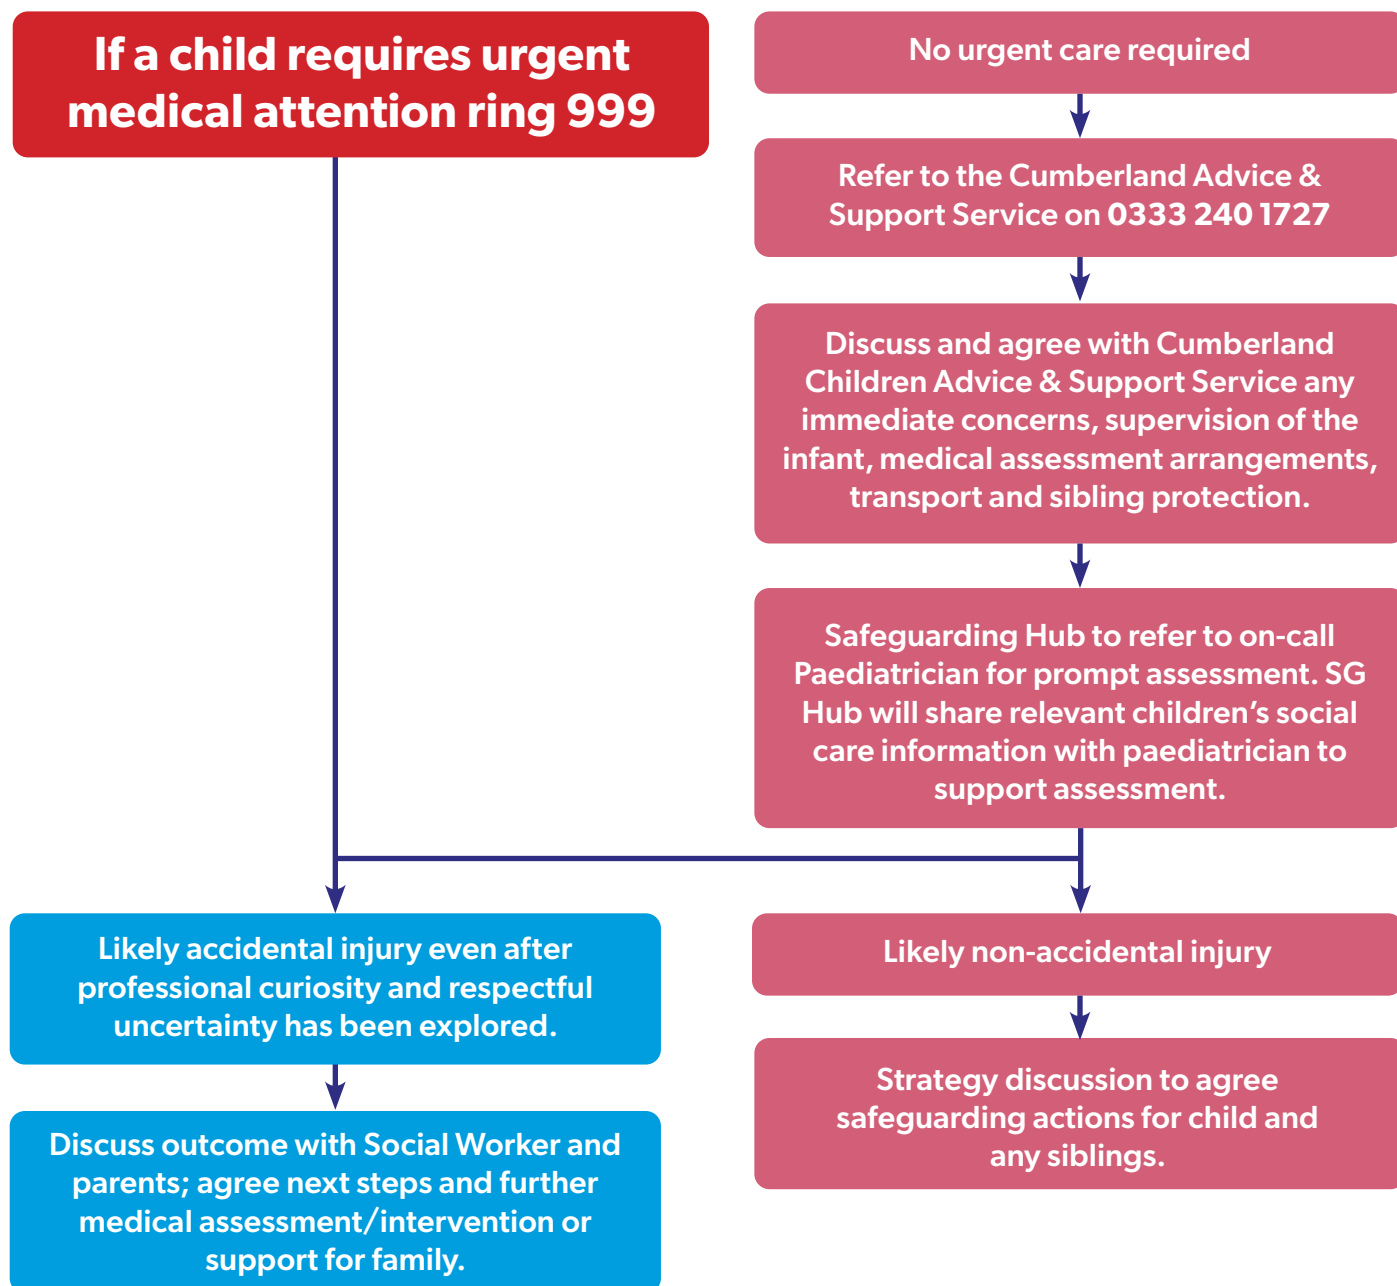 If a child requires urgent
medical attention ring 999
No urgent care required
Refer to the Cumberland Advice &
Support Service on 0333 240 1727
Discuss and agree with Cumberland
Children Advice & Support Service any
immediate concerns, supervision of the
infant, medical assessment arrangements,
transport and sibling protection.
Safeguarding Hub to refer to on-call
Paediatrician for prompt assessment. SG
Hub will share relevant children’s social
care information with paediatrician to
support assessment.
Likely accidental injury even after
professional curiosity and respectful
uncertainty has been explored.
Discuss outcome with Social Worker and
parents; agree next steps and further
medical assessment/intervention or
support for family.
Likely non-accidental injury
Strategy discussion to agree
safeguarding actions for child and
any siblings.